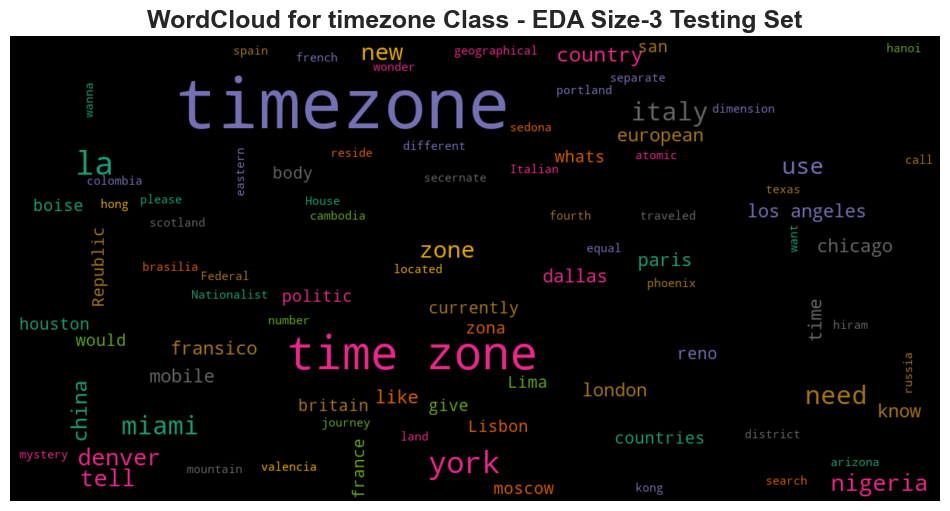 WordCloud for timezone Class - EDA Size-3 Testing Set
spain
french
new
wonder
geographical
country
san
hanoi
separate
portland
wanna
timezone
italy
dimension
sedona
european
la
colombia
eastern
reside
different
body
secernate
Italian
whats
atomic
use
call
texas
boise
hong
please
House
cambodia
scotland
fourth
traveled
los angeles
Republic
brasilia
Federal
Nationalist
zone
located
politic
equal
paris
dallas
phoenix
want
chicago
houston
would
number
currently
zona
time
hiram
fransico
time zone
reno
mobile
Lima
london
russia
china
miami
britain
like
give
journey
Lisbon
need
know
countries
district
mystery
denver
tell
mountain
valencia
france
land
york
moscow
kong
search
arizona
nigeria